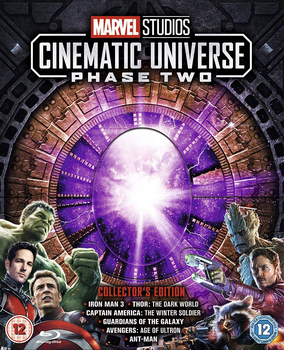 MARVEL STUDIOS
CINEMATIC UNIVERSE
PHASE TWO
COLLECTOR'S EDITION
IRON MAN 3 • THOR: THE DARK WORLD
CAPTAIN AMERICA: THE WINTER SOLDIER
GUARDIANS OF THE GALAXY
AVENGERS: AGE OF ULTRON
ANT-MAN
12
12